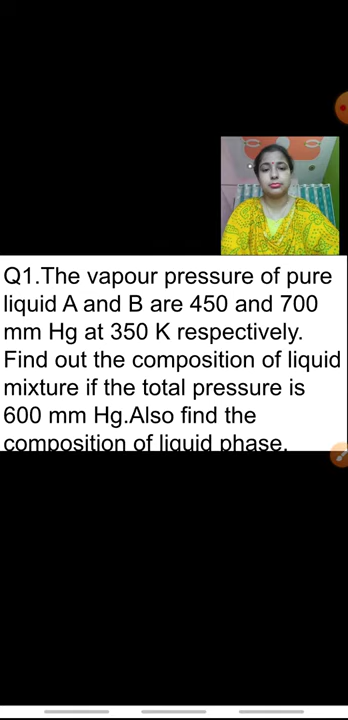 Q1.The vapour pressure of pure
liquid A and B are 450 and 700
mm Hg at 350 K respectively.
Find out the composition of liquid
mixture if the total pressure is
600 mm Hg.Also find the
composition of liquid phase.